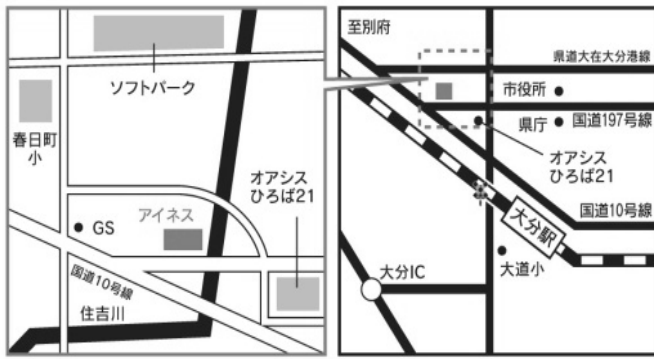 ソフトパーク
春日町
小
オアシス
ひろば21
アイネス
GS
国道10号線
住吉川
至別府
県道大在大分港線
市役所
県庁
国道197号線
オアシス
ひろば21
国道10号線
大分駅
大道小
大分IC